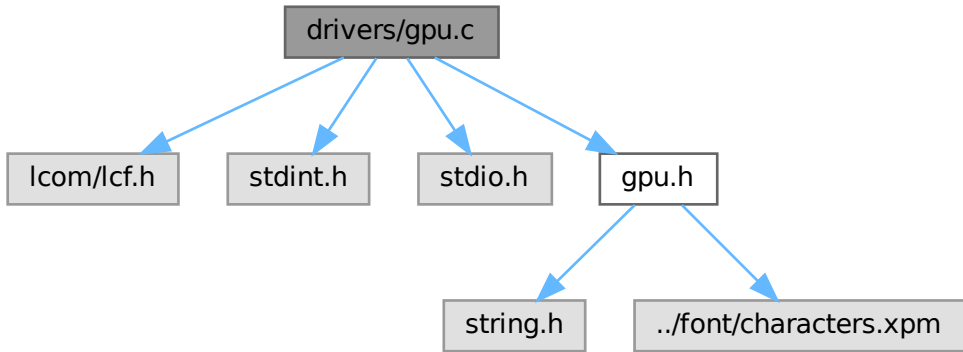 drivers/gpu.c
lcom/lcf.h
stdint.h
stdio.h
gpu.h
string.h
../font/characters.xpm